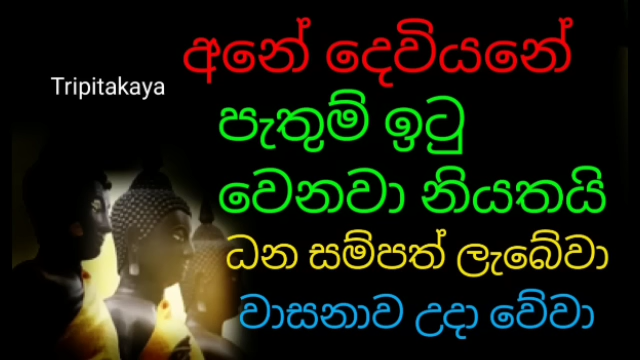 අනේ දෙවියනේ
Tripitakaya
පැතුම් ඉටු
වෙනවා නියතයි
ධන සම්පත් ලැබේවා
වාසනාව උදා වේවා